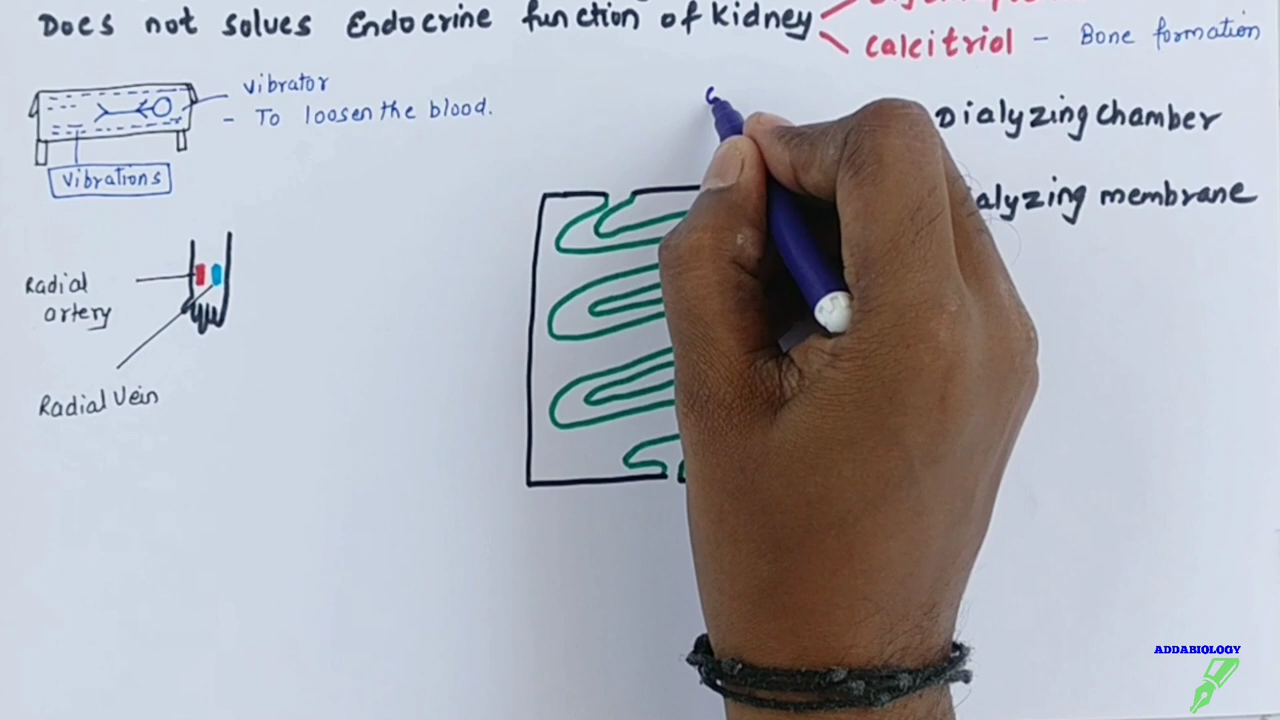 Does not solves Endocrine function of Kidney
Calcitriol - Bone formation
vibrator
- To loosen the blood.
vibrations
Dialyzing chamber
alyzing membrane
Radial
artery
Radial Vein
ADDABIOLOGY